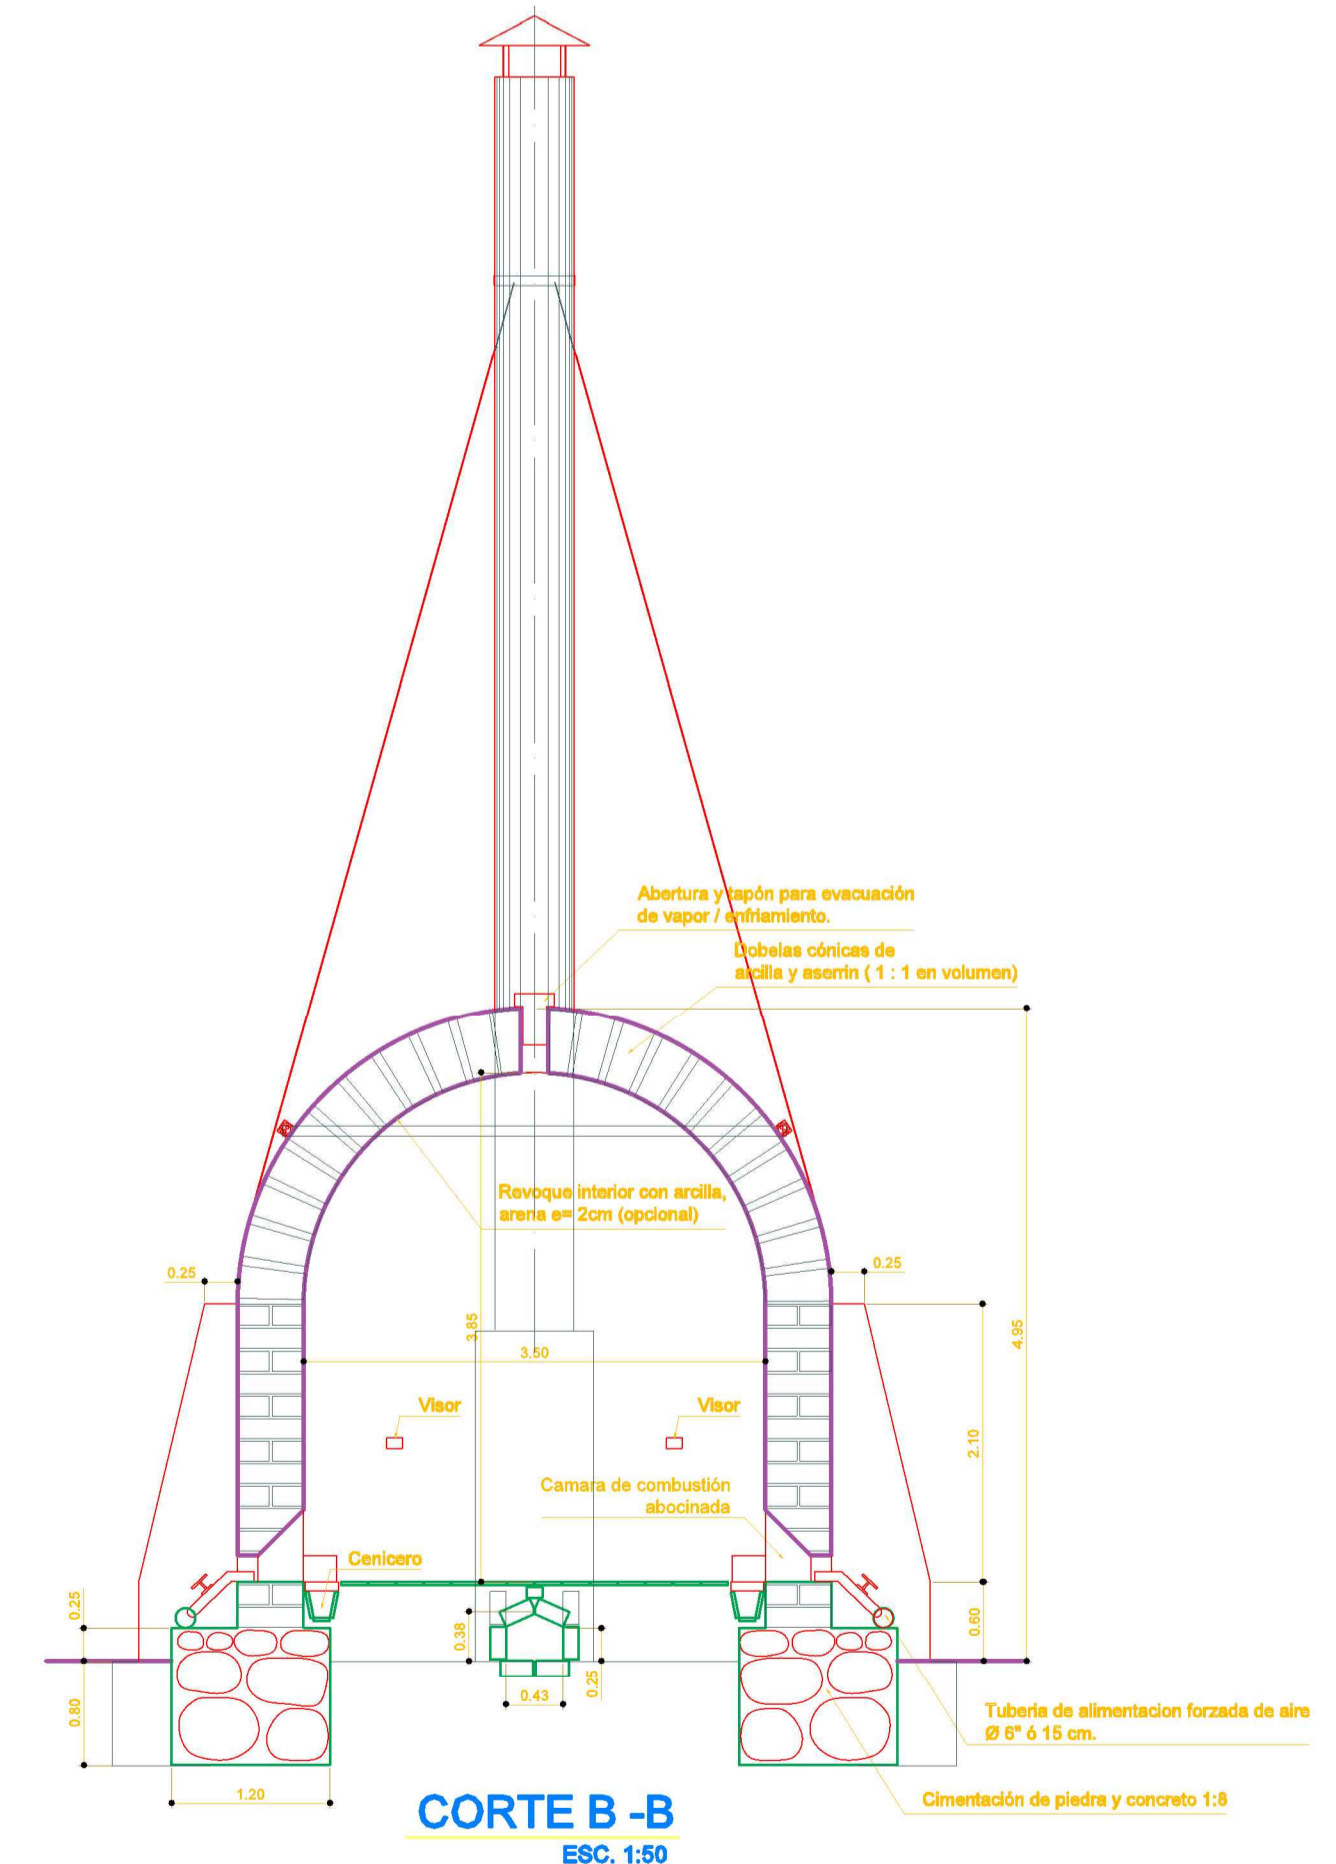 Abertura y tapón para evacuación
de vapor / enfriamiento.
Dobelas cónicas de
arcilla y aserrin ( 1 : 1 en volumen)
Revoque interior con arcilla,
arena e= 2cm (opcional)
0.25
0.25
3.85
3.50
4.95
2.10
Visor
Visor
Camara de combustión
abocinada
Cenicero
0.25
0.38
0.60
0.43
0.25
0.80
1.20
Tuberia de alimentacion forzada de aire
Ø 6" ó 15 cm.
Cimentación de piedra y concreto 1:8
CORTE B -B
ESC. 1:50